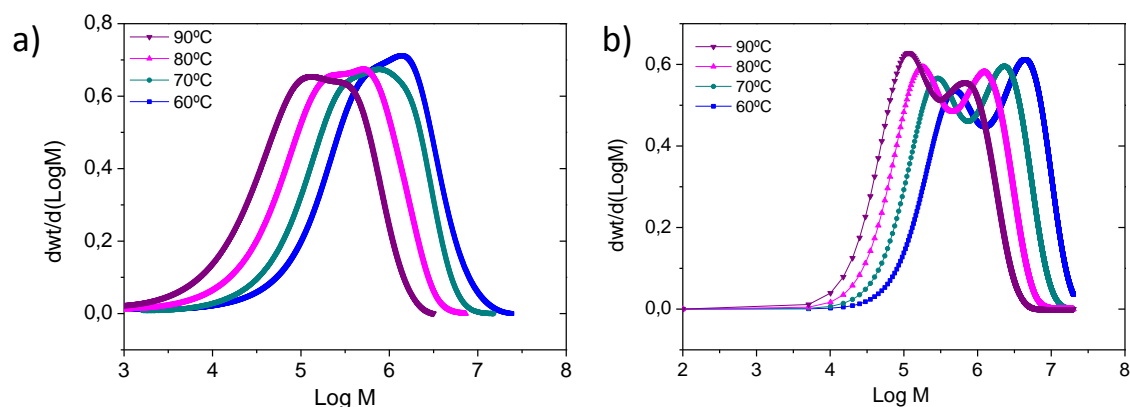 a)
dwt/d(LogM)
0,8
0,6
0,4
0,2
0,0
90ºC
80ºC
70ºC
60ºC
3 4 5 6 7 8
Log M
b)
dwt/d(LogM)
0,6
0,4
0,2
0,0
90ºC
80ºC
70ºC
60ºC
2 3 4 5 6 7 8
Log M